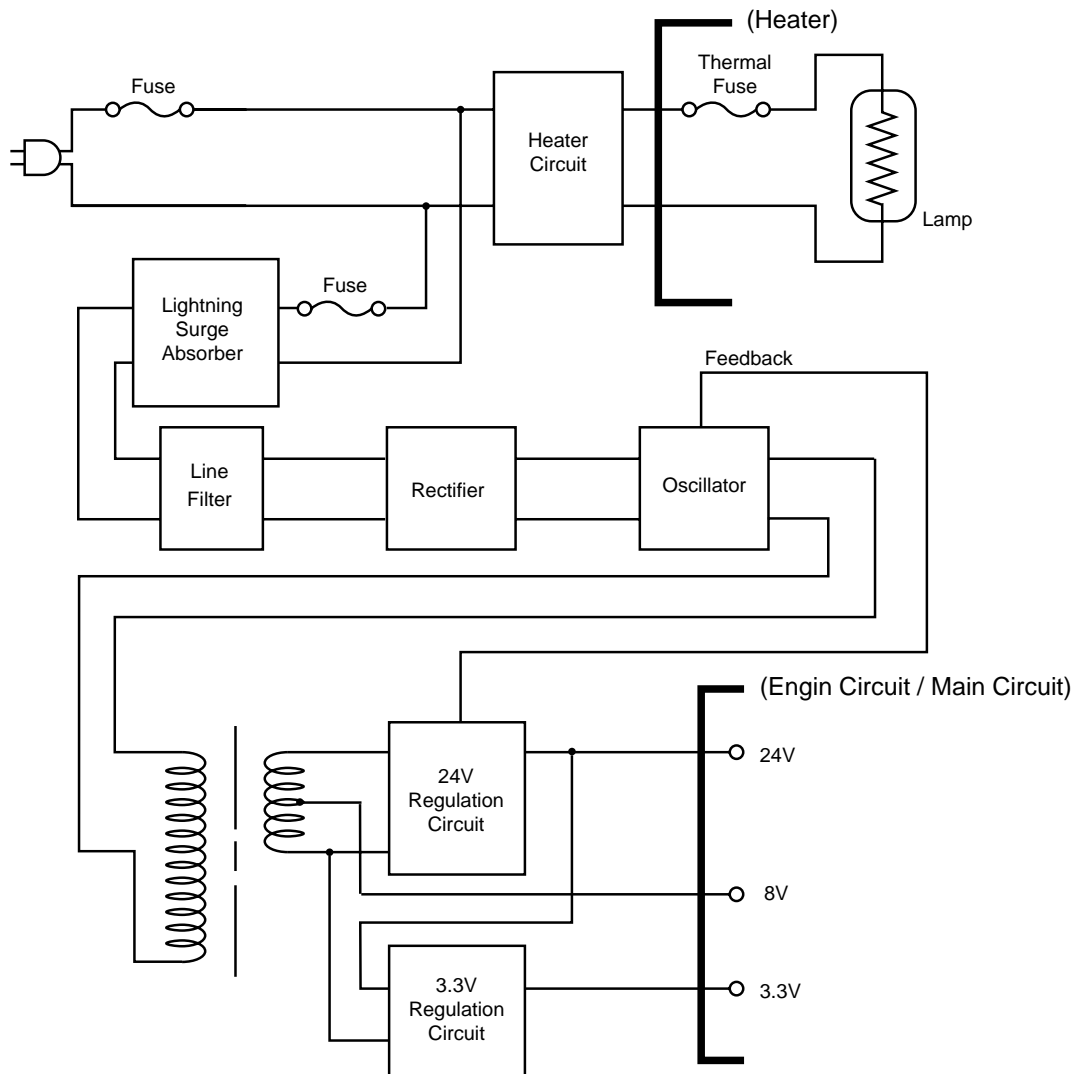 (Heater)
Fuse
Thermal
Fuse
Heater
Circuit
Lamp
Lightning
Surge
Absorber
Fuse
Feedback
Line
Filter
Rectifier
Oscillator
(Engin Circuit / Main Circuit)
24V
Regulation
Circuit
24V
8V
3.3V
Regulation
Circuit
3.3V